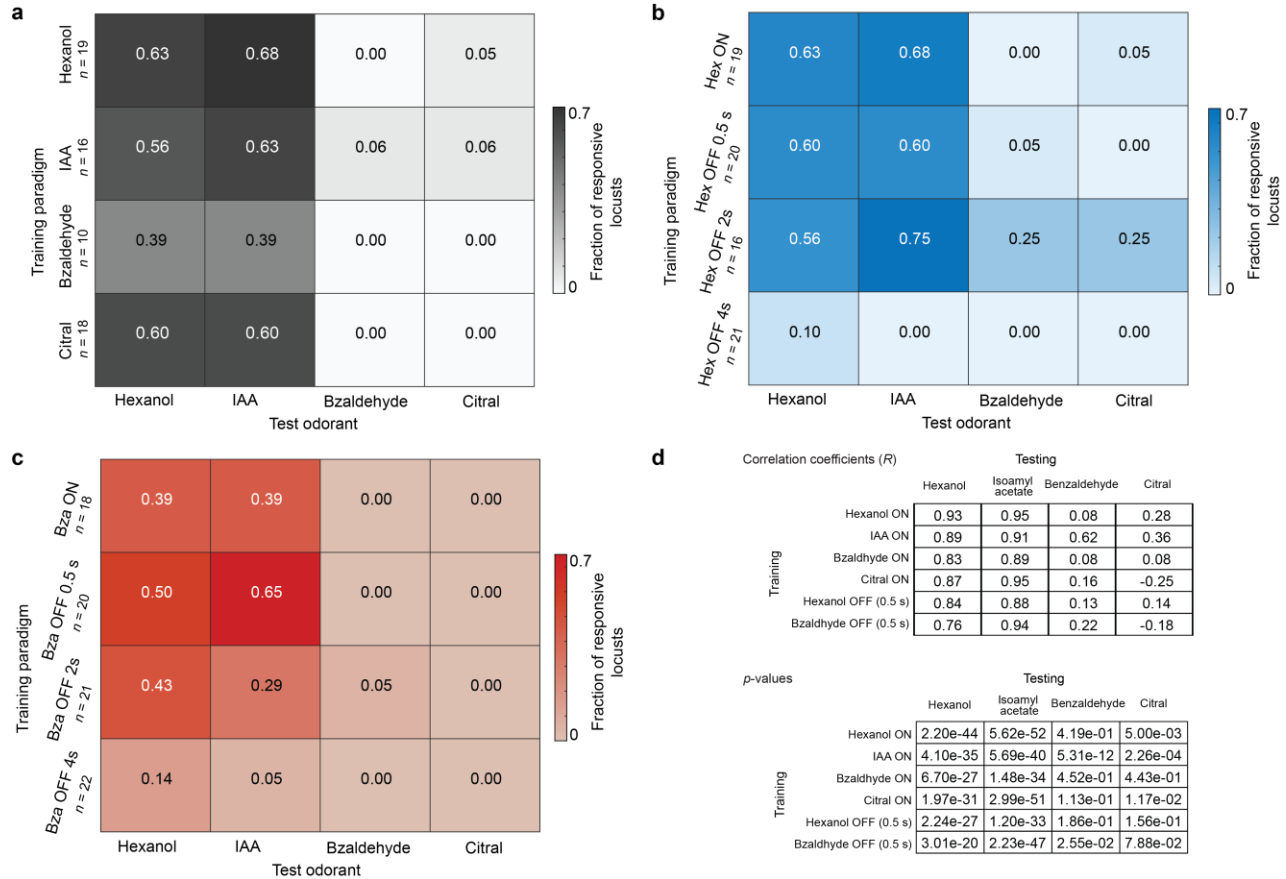 a
Training paradigm
Hexanol
n = 19
0.63 0.68 0.00 0.05
IAA
n = 16
0.56 0.63 0.06 0.06
Bzaldehyde
n = 10
0.39 0.39 0.00 0.00
Citral
n = 18
0.60 0.60 0.00 0.00
Hexanol IAA Bzaldehyde Citral
Test odorant
0.7
0
Fraction of responsive
locusts
b
Training paradigm
Hex ON
n = 19
0.63 0.68 0.00 0.05
Hex OFF 0.5 s
n = 20
0.60 0.60 0.05 0.00
Hex OFF 2s
n = 16
0.56 0.75 0.25 0.25
Hex OFF 4s
n = 21
0.10 0.00 0.00 0.00
Hexanol IAA Bzaldehyde Citral
Test odorant
0.7
0
Fraction of responsive
locusts
c
Training paradigm
Bza ON
n = 18
0.39 0.39 0.00 0.00
Bza OFF 0.5 s
n = 20
0.50 0.65 0.00 0.00
Bza OFF 2s
n = 21
0.43 0.29 0.05 0.00
Bza OFF 4s
n = 22
0.14 0.05 0.00 0.00
Hexanol IAA Bzaldehyde Citral
Test odorant
0.7
0
Fraction of responsive
locusts
d
Correlation coefficients (R)
Testing
Hexanol Isoamyl acetate Benzaldehyde Citral
Training
Hexanol ON 0.93 0.95 0.08 0.28
IAA ON 0.89 0.91 0.62 0.36
Bzaldhyde ON 0.83 0.89 0.08 0.08
Citral ON 0.87 0.95 0.16 -0.25
Hexanol OFF (0.5 s) 0.84 0.88 0.13 0.14
Bzaldhyde OFF (0.5 s) 0.76 0.94 0.22 -0.18
p-values
Testing
Hexanol Isoamyl acetate Benzaldehyde Citral
Training
Hexanol ON 2.20e-44 5.62e-52 4.19e-01 5.00e-03
IAA ON 4.10e-35 5.69e-40 5.31e-12 2.26e-04
Bzaldhyde ON 6.70e-27 1.48e-34 4.52e-01 4.43e-01
Citral ON 1.97e-31 2.99e-51 1.13e-01 1.17e-02
Hexanol OFF (0.5 s) 2.24e-27 1.20e-33 1.86e-01 1.56e-01
Bzaldhyde OFF (0.5 s) 3.01e-20 2.23e-47 2.55e-02 7.88e-02